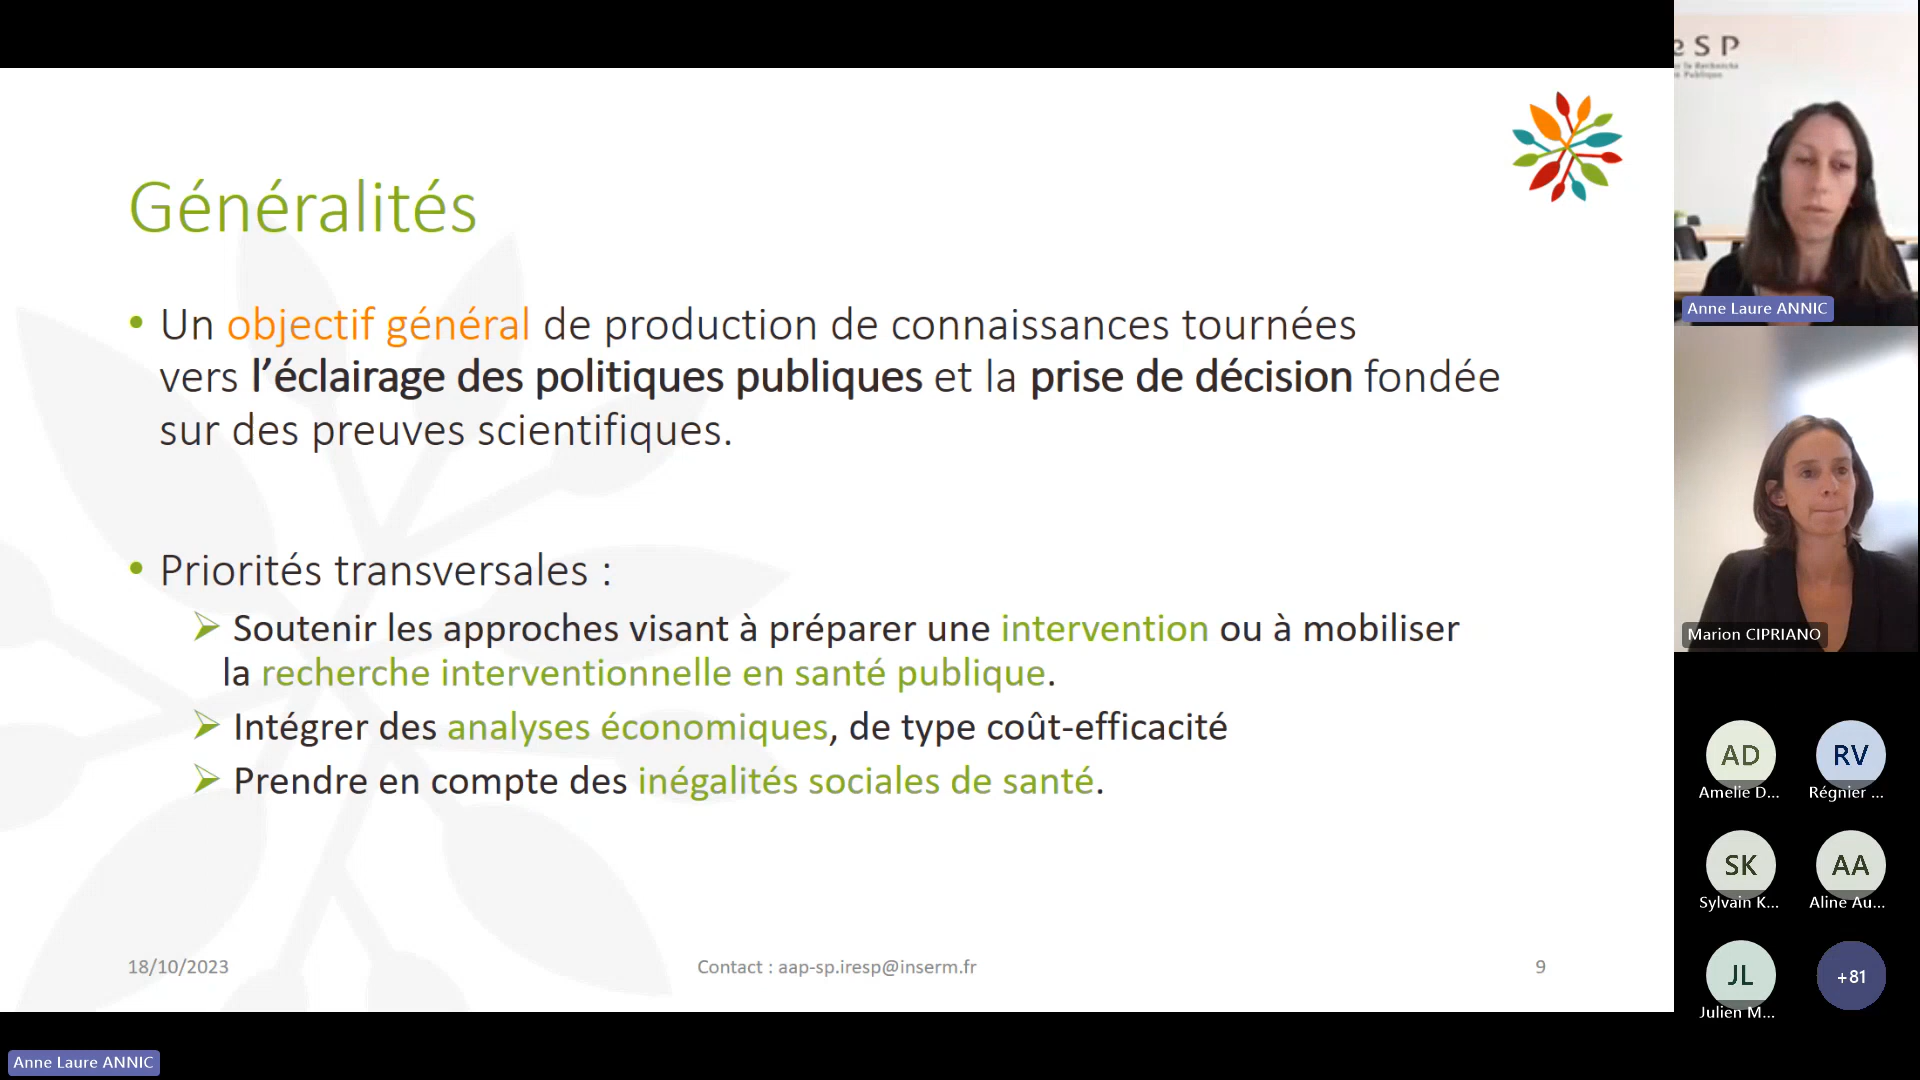 Généralités
• Un objectif général de production de connaissances tournées
vers l’éclairage des politiques publiques et la prise de décision fondée
sur des preuves scientifiques.
• Priorités transversales :
➢ Soutenir les approches visant à préparer une intervention ou à mobiliser
la recherche interventionnelle en santé publique.
➢ Intégrer des analyses économiques, de type coût-efficacité
➢ Prendre en compte des inégalités sociales de santé.
18/10/2023
Contact : aap-sp.iresp@inserm.fr
9
Anne Laure ANNIC
e S P
r la Recherche
n Publique
Anne Laure ANNIC
Marion CIPRIANO
AD
Amelie D...
RV
Régnier ...
SK
Sylvain K...
AA
Aline Au...
JL
Julien M...
+81